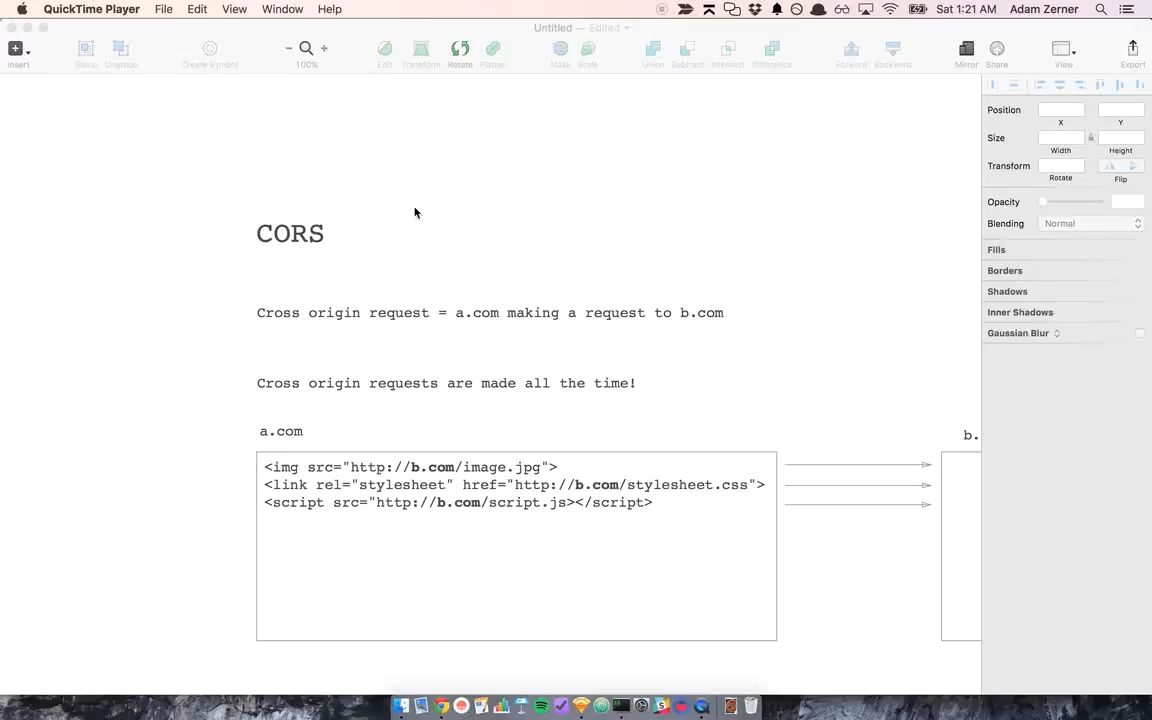 QuickTime Player File Edit View Window Help Sat 1:21 AM Adam Zerner
Untitled — Edited
Insert Group Ungroup Create Symbol 100% Edit Transform Rotate Flatten Mask Scale Union Subtract Intersect Difference Forward Backward Mirror Share View Export
Position
X Y
Size
Width Height
Transform
Rotate Flip
Opacity
Blending Normal
Fills
Borders
Shadows
Inner Shadows
Gaussian Blur
CORS
Cross origin request = a.com making a request to b.com
Cross origin requests are made all the time!
a.com
b.
<img src="http://b.com/image.jpg">
<link rel="stylesheet" href="http://b.com/stylesheet.css">
<script src="http://b.com/script.js></script>